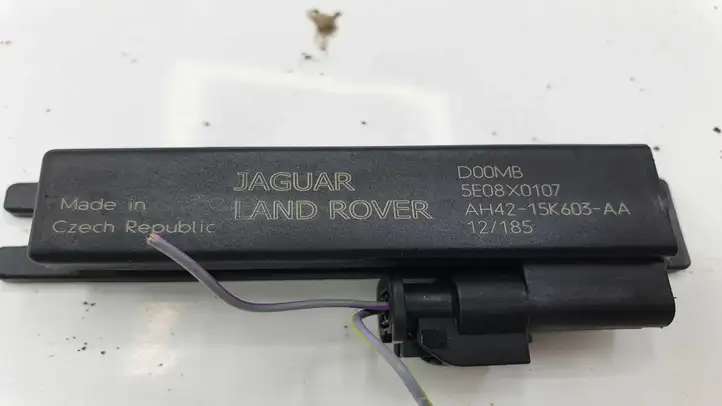 Made in
Czech Republic
JAGUAR
LAND ROVER
D00MB
5E08X0107
AH42-15K603-AA
12/185